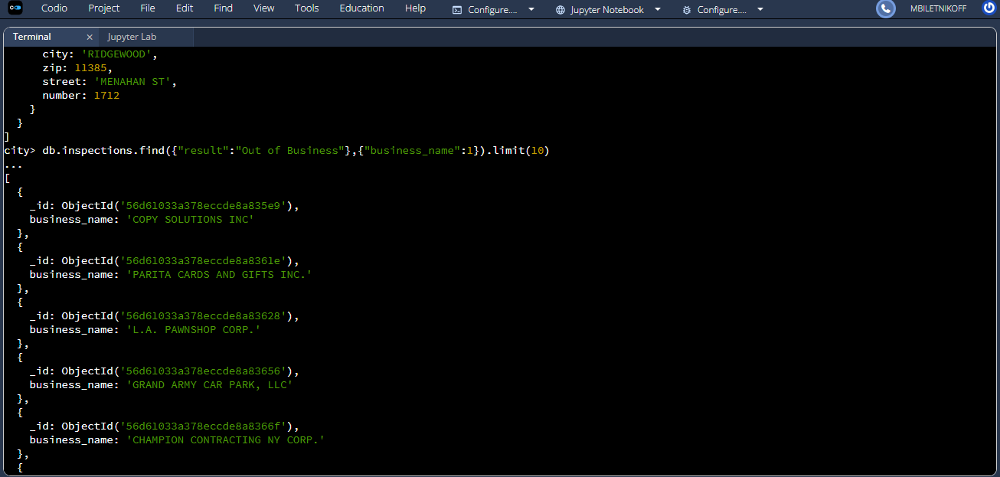 Codio Project File Edit Find View Tools Education Help Configure.... Jupyter Notebook Configure.... MBILETNIKOFF
Terminal × Jupyter Lab
city: 'RIDGEWOOD',
zip: 11385,
street: 'MENAHAN ST',
number: 1712
}
}
]
city> db.inspections.find({"result":"Out of Business"},{"business_name":1}).limit(10)
...
[
{
_id: ObjectId('56d61033a378eccde8a835e9'),
business_name: 'COPY SOLUTIONS INC'
},
{
_id: ObjectId('56d61033a378eccde8a8361e'),
business_name: 'PARITA CARDS AND GIFTS INC.'
},
{
_id: ObjectId('56d61033a378eccde8a83628'),
business_name: 'L.A. PAWNSHOP CORP.'
},
{
_id: ObjectId('56d61033a378eccde8a83656'),
business_name: 'GRAND ARMY CAR PARK, LLC'
},
{
_id: ObjectId('56d61033a378eccde8a8366f'),
business_name: 'CHAMPION CONTRACTING NY CORP.'
},
{